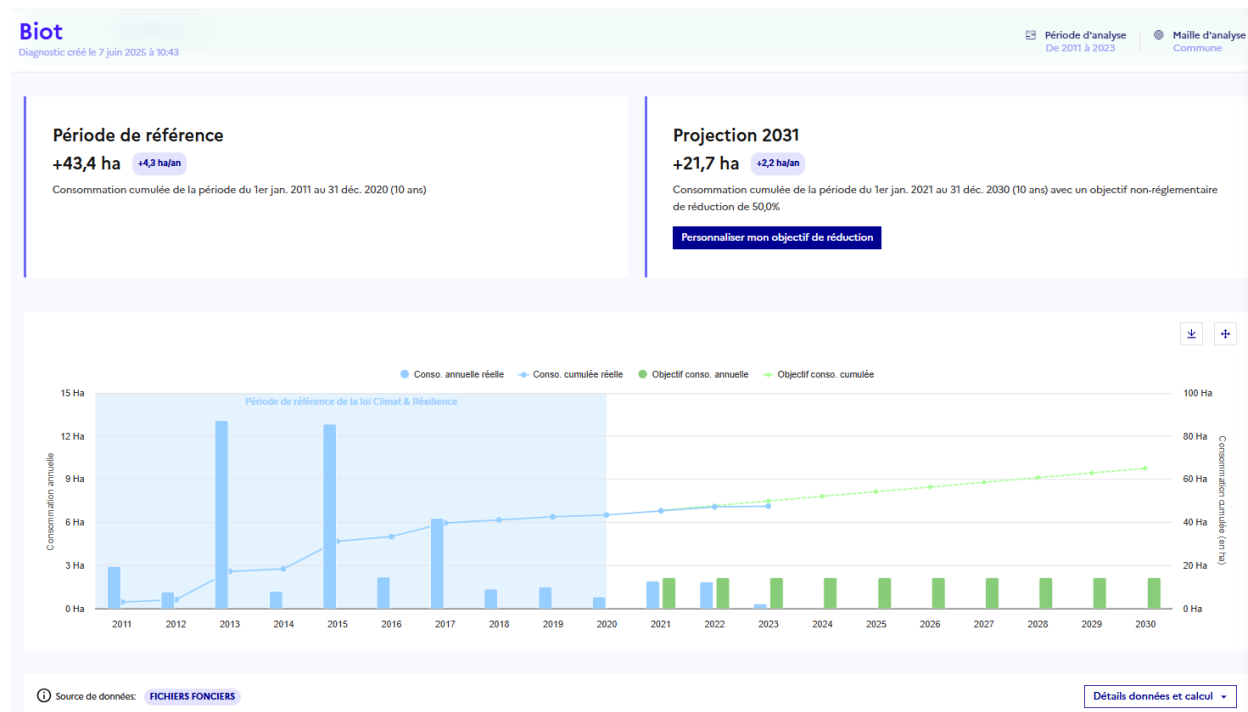 Biot
Diagnostic créé le 7 juin 2025 à 10:43
Période d'analyse
De 2011 à 2023
Maille d'analyse
Commune
Période de référence
+43,4 ha +4,3 ha/an
Consommation cumulée de la période du 1er jan. 2011 au 31 déc. 2020 (10 ans)
Projection 2031
+21,7 ha +2,2 ha/an
Consommation cumulée de la période du 1er jan. 2021 au 31 déc. 2030 (10 ans) avec un objectif non-réglementaire
de réduction de 50,0%
Personnaliser mon objectif de réduction
Conso. annuelle réelle Conso. cumulée réelle Objectif conso. annuelle Objectif conso. cumulée
Période de référence de la loi Climat & Résilience
Consommation annuelle
15 Ha
12 Ha
9 Ha
6 Ha
3 Ha
0 Ha
100 Ha
80 Ha
60 Ha
40 Ha
20 Ha
0 Ha
Consommation cumulée (en ha)
2011 2012 2013 2014 2015 2016 2017 2018 2019 2020 2021 2022 2023 2024 2025 2026 2027 2028 2029 2030
Source de données: FICHIERS FONCIERS
Détails données et calcul